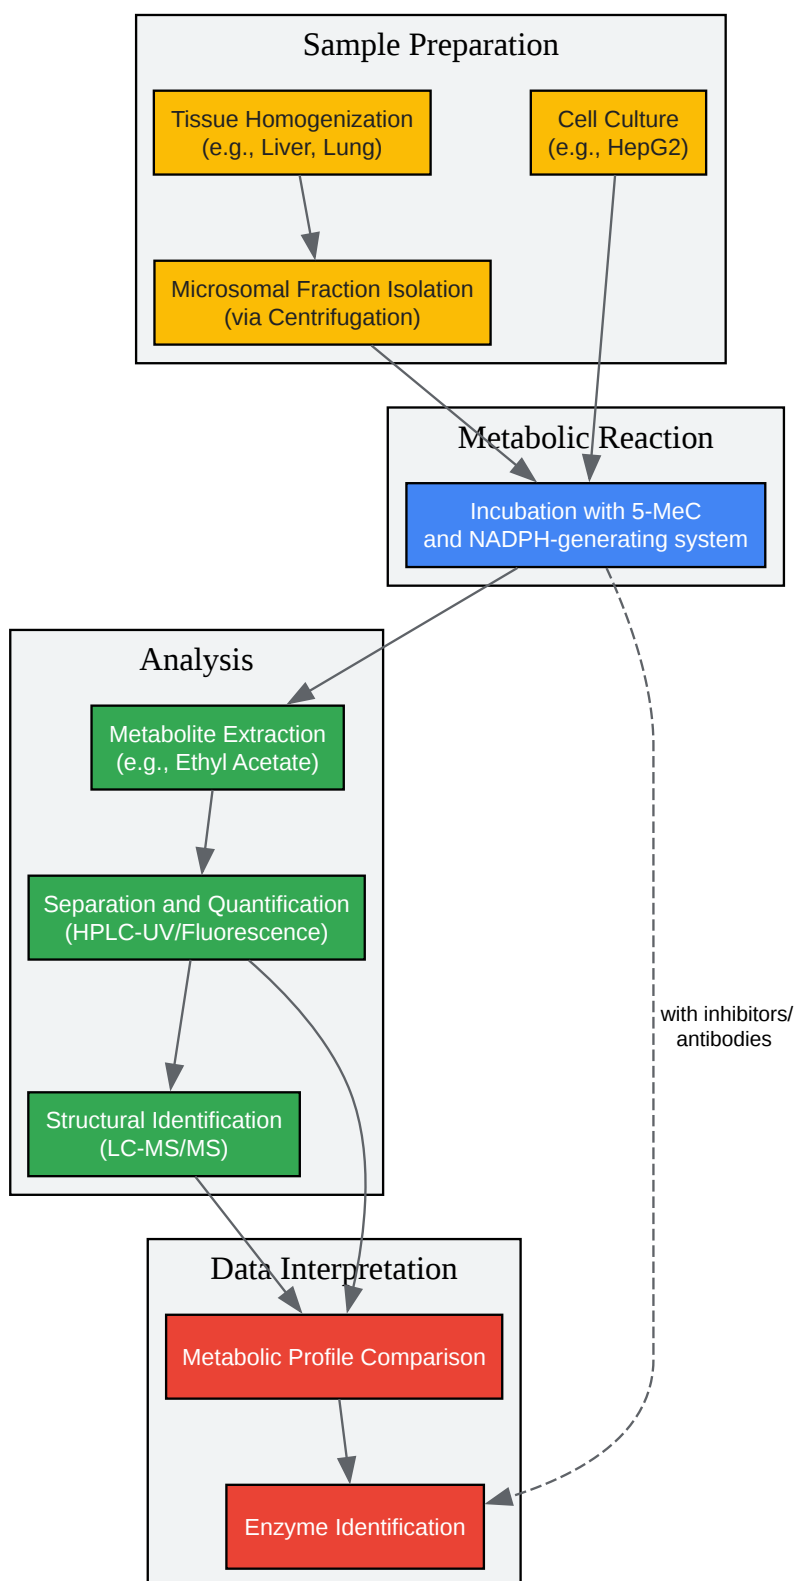 Sample Preparation
Tissue Homogenization
(e.g., Liver, Lung)
Cell Culture
(e.g., HepG2)
Microsomal Fraction Isolation
(via Centrifugation)
Metabolic Reaction
Incubation with 5-MeC
and NADPH-generating system
Analysis
Metabolite Extraction
(e.g., Ethyl Acetate)
Separation and Quantification
(HPLC-UV/Fluorescence)
with inhibitors/
antibodies
Structural Identification
(LC-MS/MS)
Data Interpretation
Metabolic Profile Comparison
Enzyme Identification